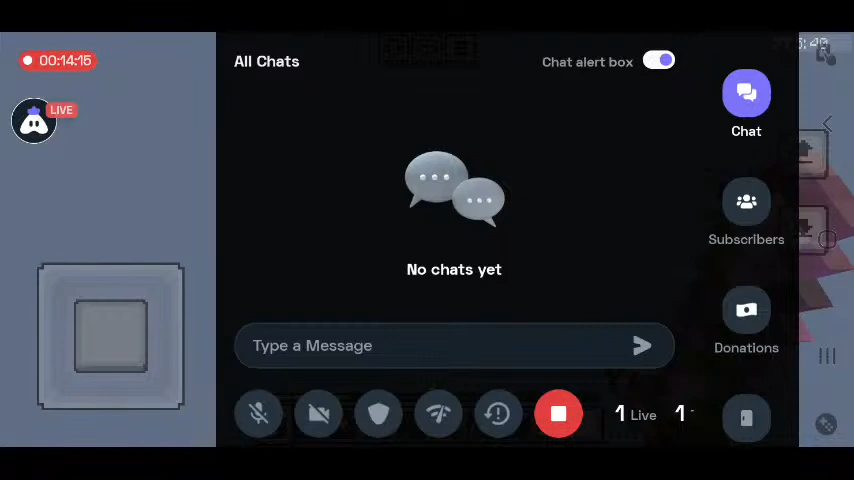 00:14:15
LIVE
All Chats
Chat alert box
Chat
Subscribers
No chats yet
Donations
Type a Message
1 Live
1